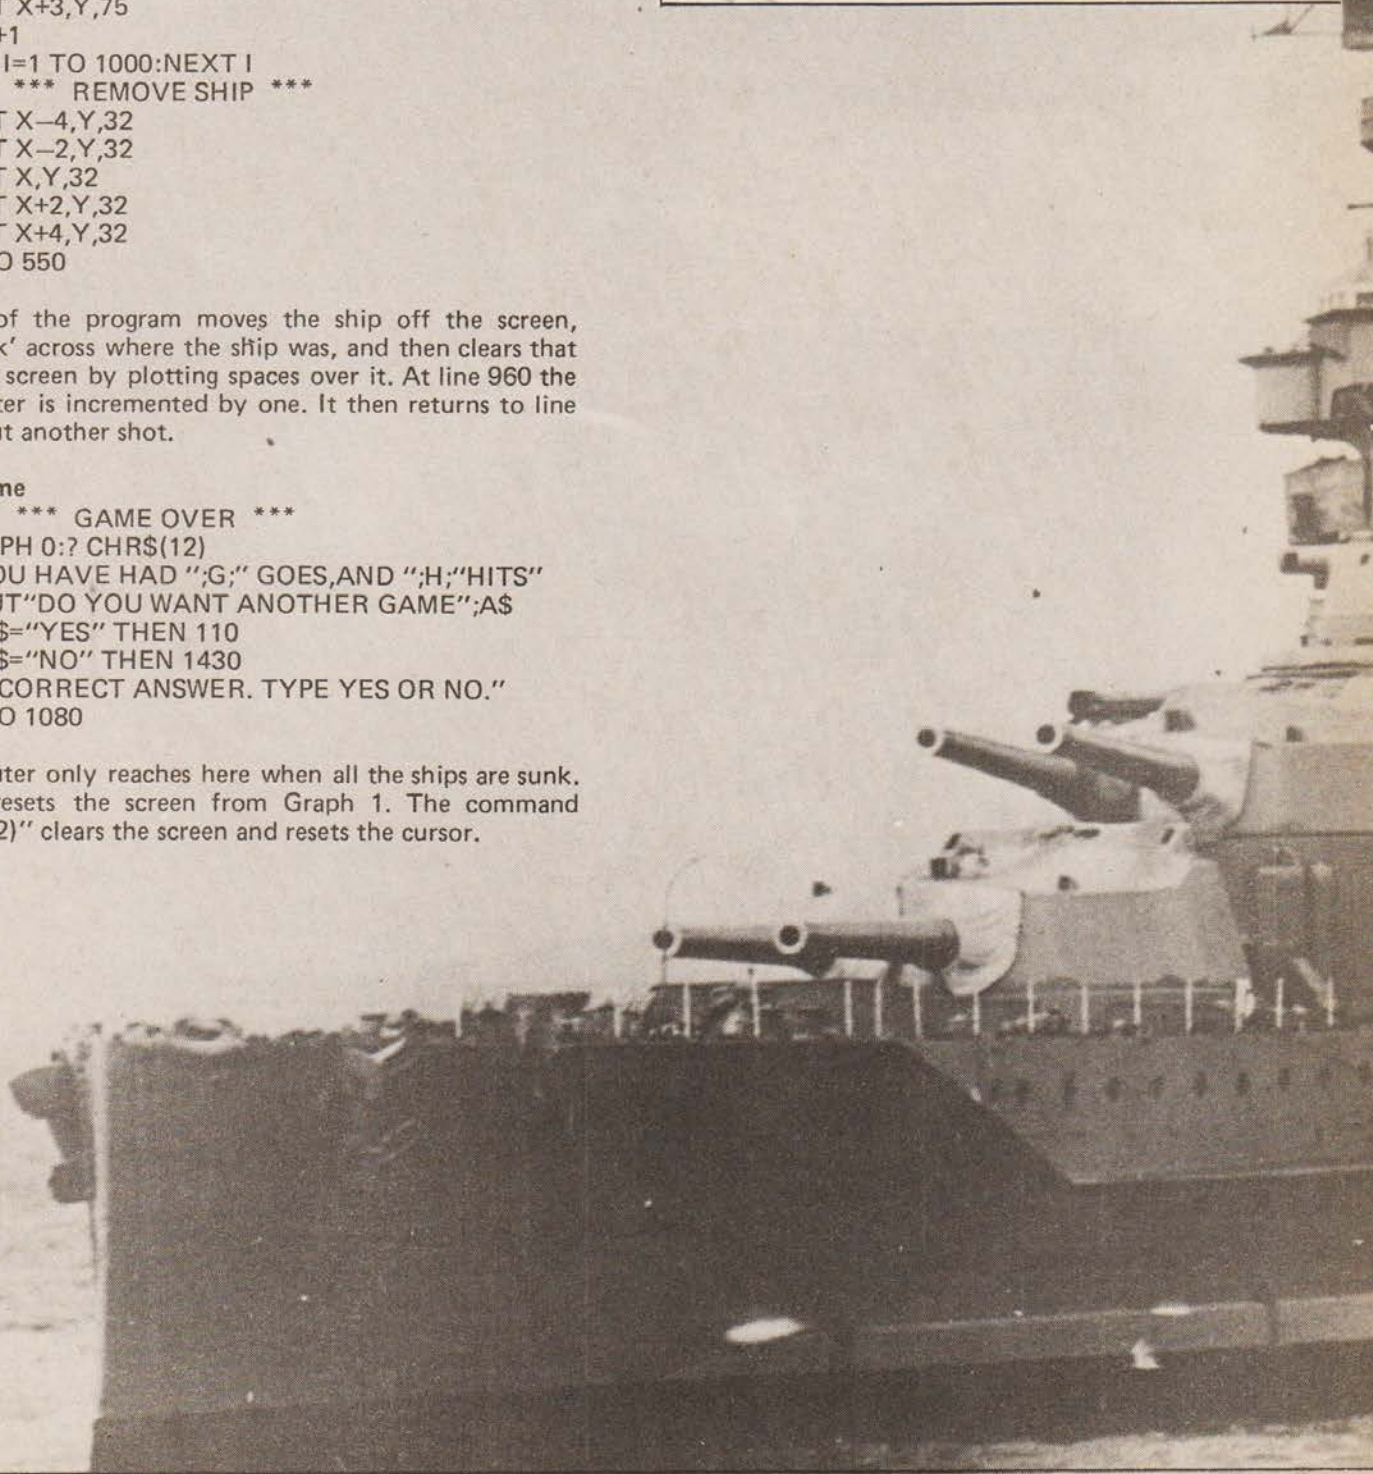 X+3,Y,75
+1
I=1 TO 1000:NEXT I
*** REMOVE SHIP ***
T X—4,Y,32
T X—2,Y,32
T X,Y,32
T X+2,Y,32
T X+4,Y,32
O 550
of the program moves the ship off the screen,
k' across where the ship was, and then clears that
screen by plotting spaces over it. At line 960 the
ter is incremented by one. It then returns to line
ut another shot.
me
*** GAME OVER ***
PH 0:? CHR$(12)
OU HAVE HAD ";G;" GOES,AND ";H;"HITS"
UT"DO YOU WANT ANOTHER GAME";A$
$="YES" THEN 110
$="NO" THEN 1430
CORRECT ANSWER. TYPE YES OR NO."
O 1080
uter only reaches here when all the ships are sunk.
resets the screen from Graph 1. The command
2)" clears the screen and resets the cursor.